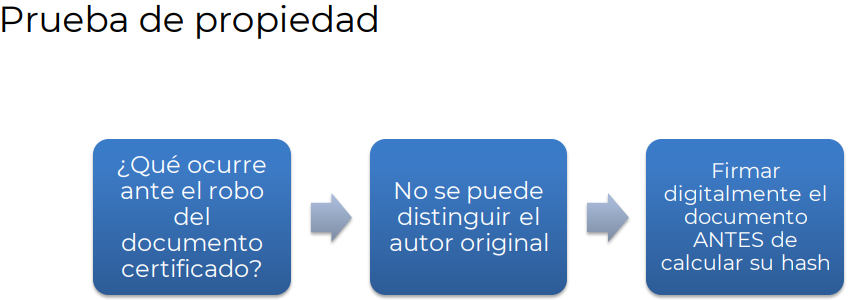 Prueba de propiedad
¿Qué ocurre
ante el robo
del
documento
certificado?
No se puede
distinguir el
autor original
Firmar
digitalmente el
documento
ANTES de
calcular su hash